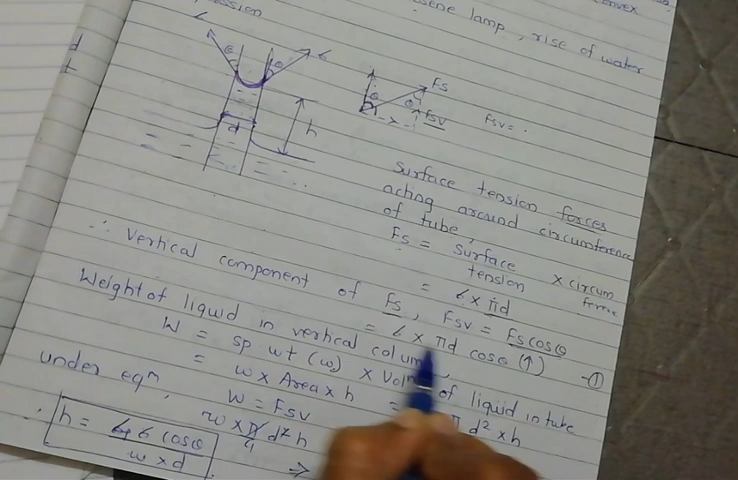 lamp, rise of water
Fs
Fsv
Fsv = .
h
d
Surface tension forces
acting around circumference
of tube,
Fs = Surface tension × circumference
= σ × πd
∴ Vertical component of Fs, Fsv = Fs cosθ
= σ × πd cosθ (↑) - ①
Weight of liquid in vertical column,
W = sp wt (w) × Volm of liquid in tube
= w × Area × h = d² × h
under eqm,
W = Fsv
w × π/4 d² h
∴ h = 4σ cosθ / w × d